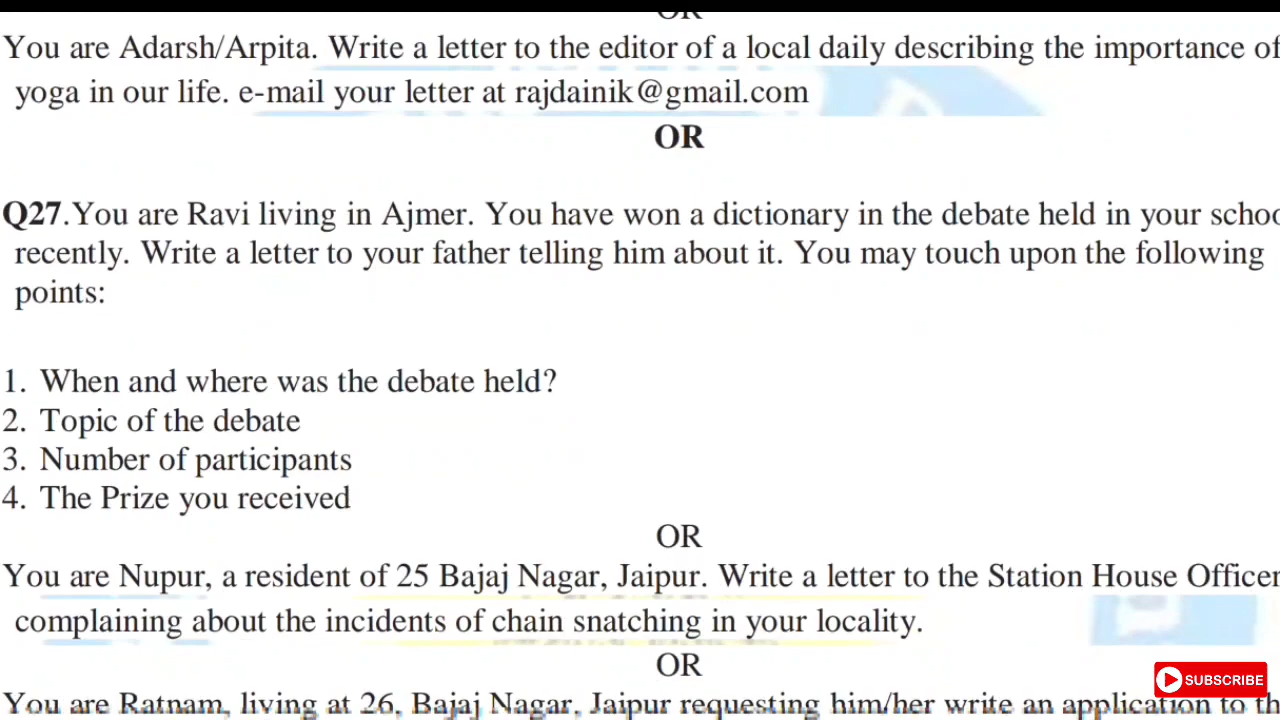 OR
You are Adarsh/Arpita. Write a letter to the editor of a local daily describing the importance of
yoga in our life. e-mail your letter at rajdainik@gmail.com
OR
Q27.You are Ravi living in Ajmer. You have won a dictionary in the debate held in your schoo
recently. Write a letter to your father telling him about it. You may touch upon the following
points:
1. When and where was the debate held?
2. Topic of the debate
3. Number of participants
4. The Prize you received
OR
You are Nupur, a resident of 25 Bajaj Nagar, Jaipur. Write a letter to the Station House Officer
complaining about the incidents of chain snatching in your locality.
OR
You are Ratnam, living at 26, Bajaj Nagar, Jaipur requesting him/her write an application to th
SUBSCRIBE